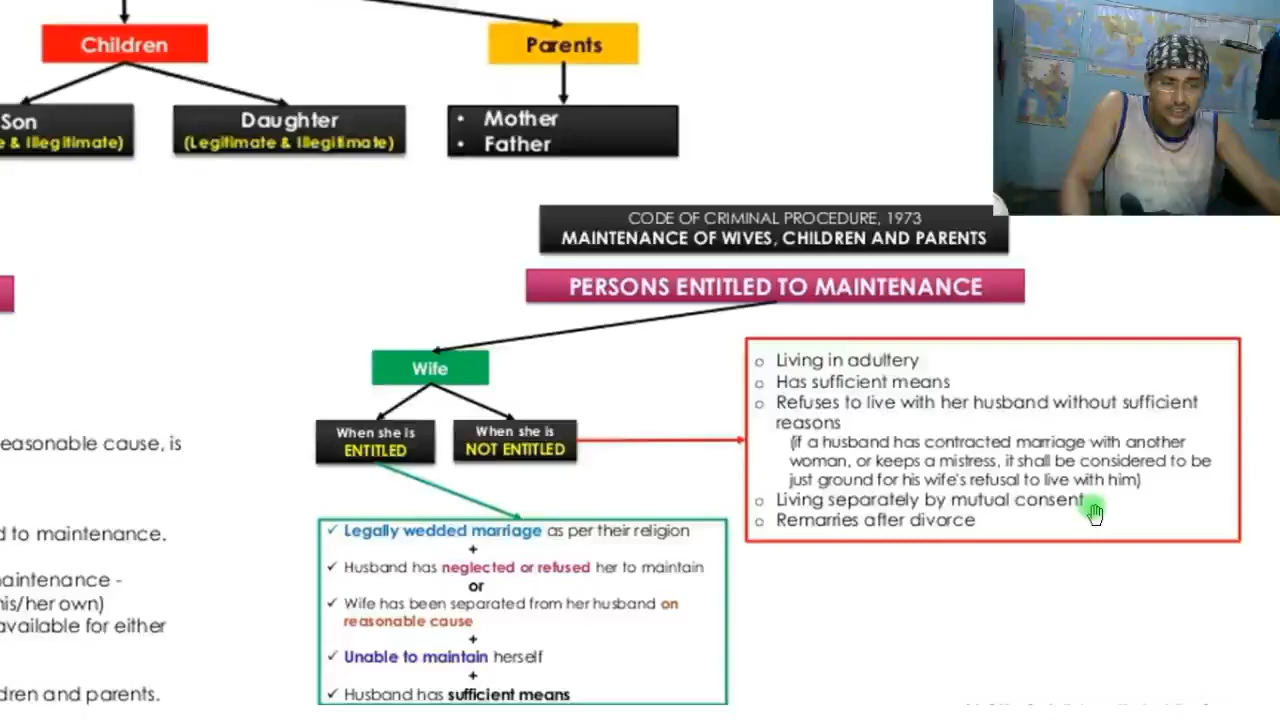 Children
Parents
Son
& Illegitimate)
Daughter
(Legitimate & Illegitimate)
• Mother
• Father
CODE OF CRIMINAL PROCEDURE, 1973
MAINTENANCE OF WIVES, CHILDREN AND PARENTS
PERSONS ENTITLED TO MAINTENANCE
Wife
When she is
ENTITLED
When she is
NOT ENTITLED
o Living in adultery
o Has sufficient means
o Refuses to live with her husband without sufficient
reasons
(if a husband has contracted marriage with another
woman, or keeps a mistress, it shall be considered to be
just ground for his wife's refusal to live with him)
o Living separately by mutual consent
o Remarries after divorce
easonable cause, is
d to maintenance.
aintenance -
his/her own)
available for either
dren and parents.
✓ Legally wedded marriage as per their religion
+
✓ Husband has neglected or refused her to maintain
or
✓ Wife has been separated from her husband on
reasonable cause
+
✓ Unable to maintain herself
+
✓ Husband has sufficient means